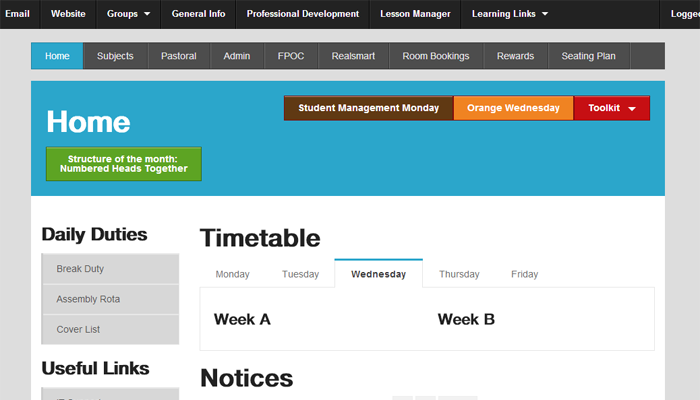 Email Website Groups General Info Professional Development Lesson Manager Learning Links Logged
Home Subjects Pastoral Admin FPOC Realsmart Room Bookings Rewards Seating Plan
Home
Student Management Monday Orange Wednesday Toolkit
Structure of the month:
Numbered Heads Together
Daily Duties
Break Duty
Assembly Rota
Cover List
Useful Links
Timetable
Monday Tuesday Wednesday Thursday Friday
Week A Week B
Notices